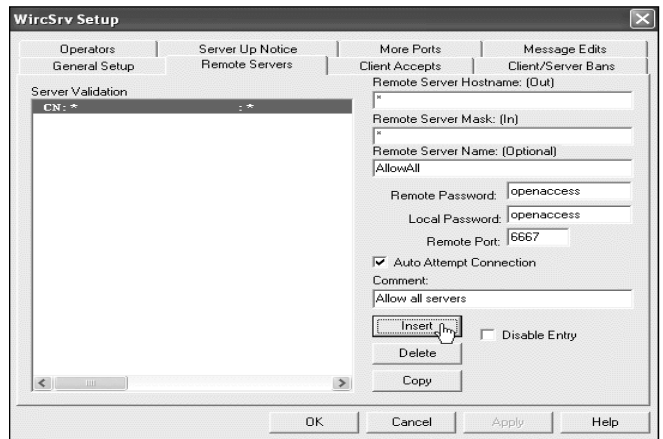 WircSrv Setup
Operators
Server Up Notice
More Ports
Message Edits
General Setup
Remote Servers
Client Accepts
Client/Server Bans
Server Validation
CN: * : *
Remote Server Hostname: (Out)
*
Remote Server Mask: (In)
*
Remote Server Name: (Optional)
AllowAll
Remote Password: openaccess
Local Password: openaccess
Remote Port: 6667
Auto Attempt Connection
Comment:
Allow all servers
Insert
Disable Entry
Delete
Copy
OK
Cancel
Apply
Help